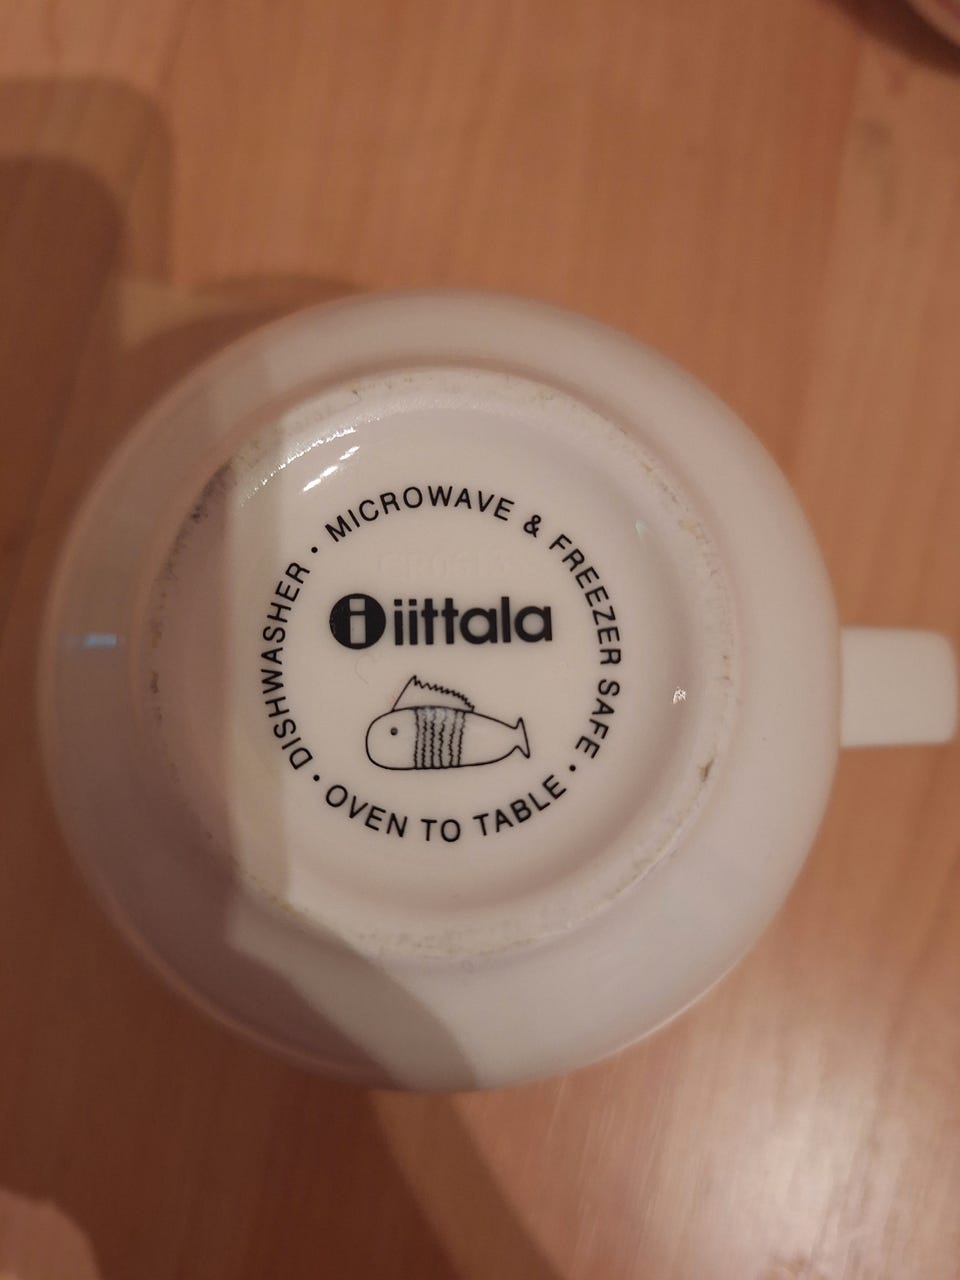 DISHWASHER • MICROWAVE & FREEZER SAFE • OVEN TO TABLE •
i iittala